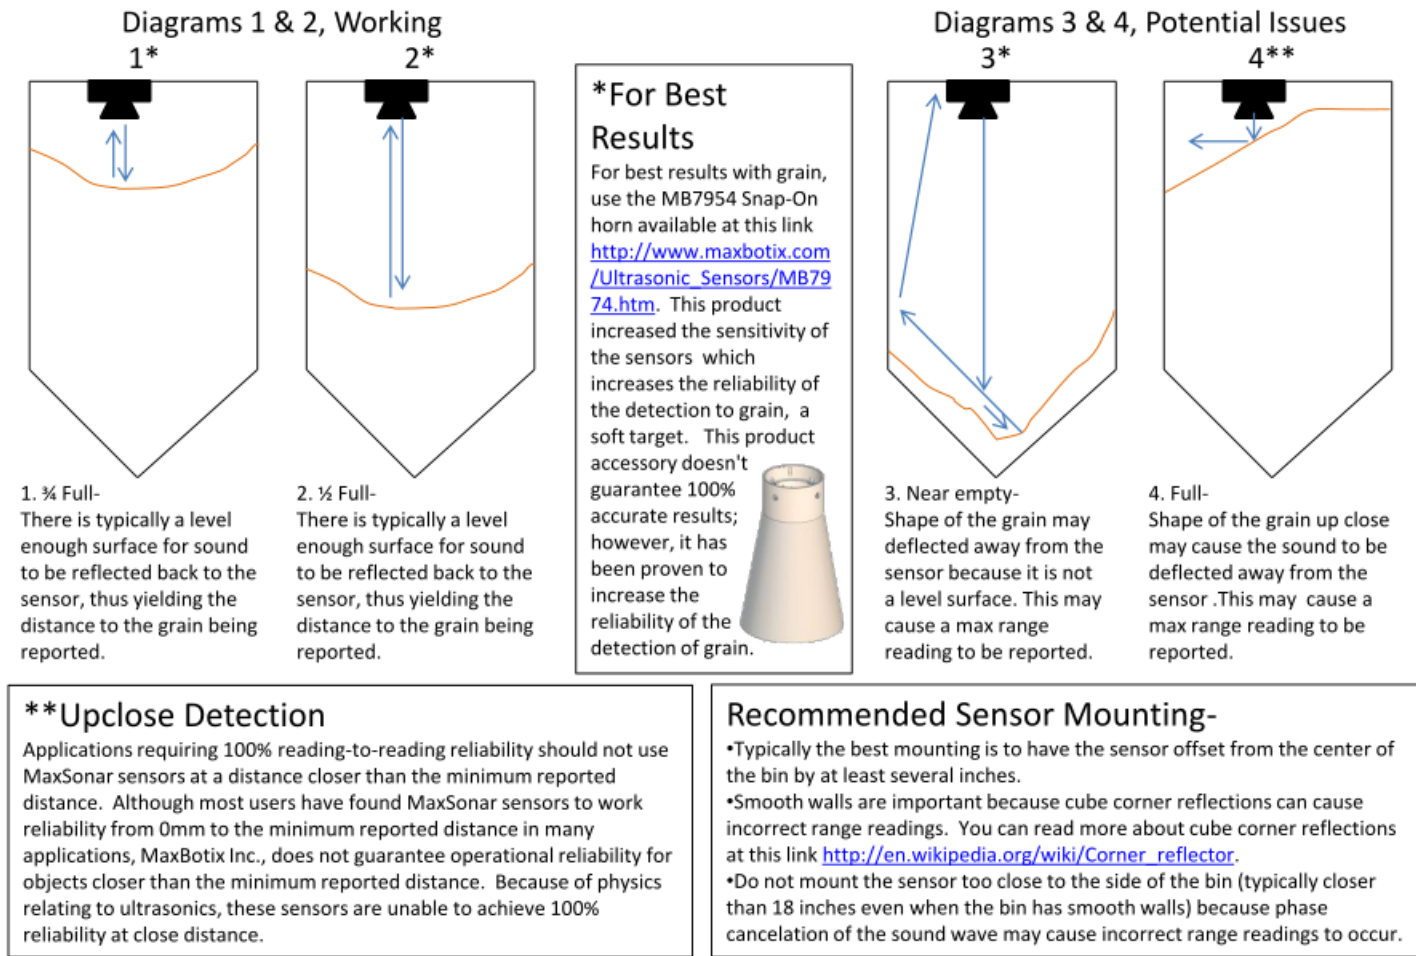 Diagrams 1 & 2, Working
1*
2*
Diagrams 3 & 4, Potential Issues
3*
4**
1. ¾ Full-
There is typically a level
enough surface for sound
to be reflected back to the
sensor, thus yielding the
distance to the grain being
reported.
2. ½ Full-
There is typically a level
enough surface for sound
to be reflected back to the
sensor, thus yielding the
distance to the grain being
reported.
*For Best
Results
For best results with grain,
use the MB7954 Snap-On
horn available at this link
http://www.maxbotix.com
/Ultrasonic_Sensors/MB79
74.htm.  This product
increased the sensitivity of
the sensors  which
increases the reliability of
the detection to grain,  a
soft target.   This product
accessory doesn't
guarantee 100%
accurate results;
however, it has
been proven to
increase the
reliability of the
detection of grain.
3. Near empty-
Shape of the grain may
deflected away from the
sensor because it is not
a level surface. This may
cause a max range
reading to be reported.
4. Full-
Shape of the grain up close
may cause the sound to be
deflected away from the
sensor .This may  cause a
max range reading to be
reported.
**Upclose Detection
Applications requiring 100% reading-to-reading reliability should not use
MaxSonar sensors at a distance closer than the minimum reported
distance.  Although most users have found MaxSonar sensors to work
reliability from 0mm to the minimum reported distance in many
applications, MaxBotix Inc., does not guarantee operational reliability for
objects closer than the minimum reported distance.  Because of physics
relating to ultrasonics, these sensors are unable to achieve 100%
reliability at close distance.
Recommended Sensor Mounting-
•Typically the best mounting is to have the sensor offset from the center of
the bin by at least several inches.
•Smooth walls are important because cube corner reflections can cause
incorrect range readings.  You can read more about cube corner reflections
at this link http://en.wikipedia.org/wiki/Corner_reflector.
•Do not mount the sensor too close to the side of the bin (typically closer
than 18 inches even when the bin has smooth walls) because phase
cancelation of the sound wave may cause incorrect range readings to occur.